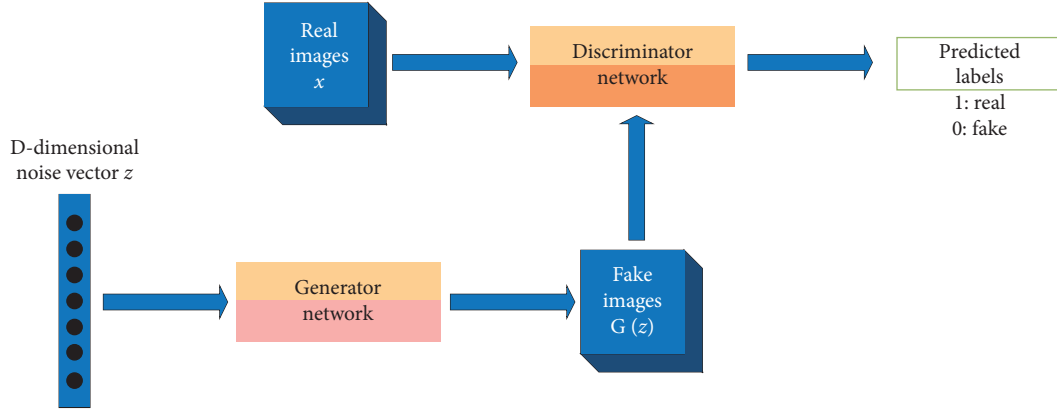 Real
images
x
Discriminator
network
Predicted
labels
1: real
0: fake
D-dimensional
noise vector z
Generator
network
Fake
images
G (z)